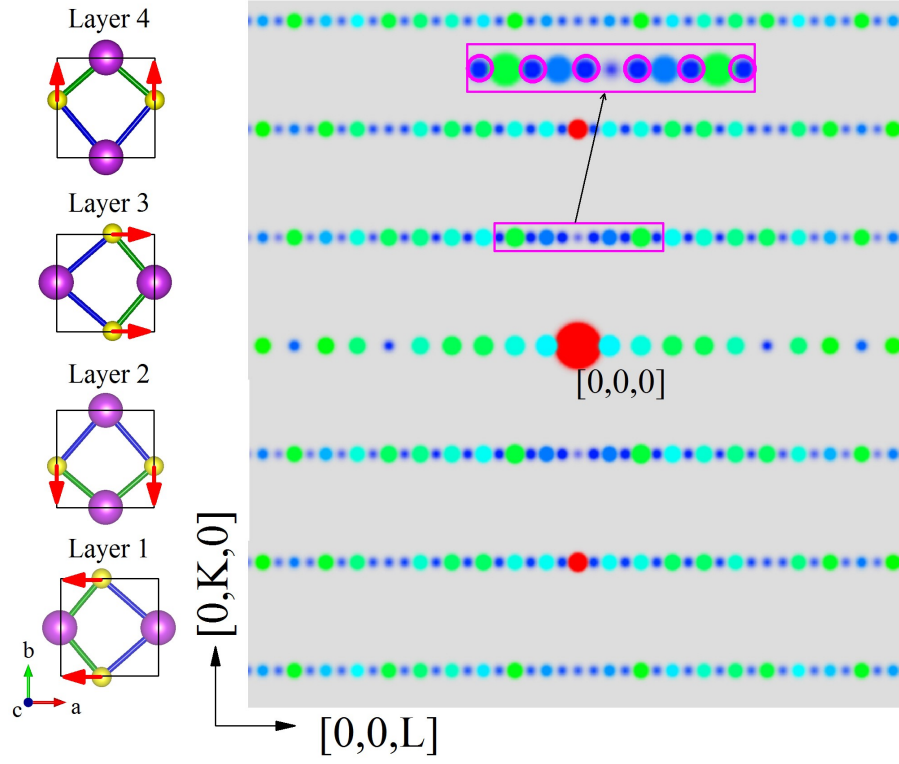 Layer 4
Layer 3
Layer 2
Layer 1
b
c
a
[0,0,0]
[0,K,0]
[0,0,L]